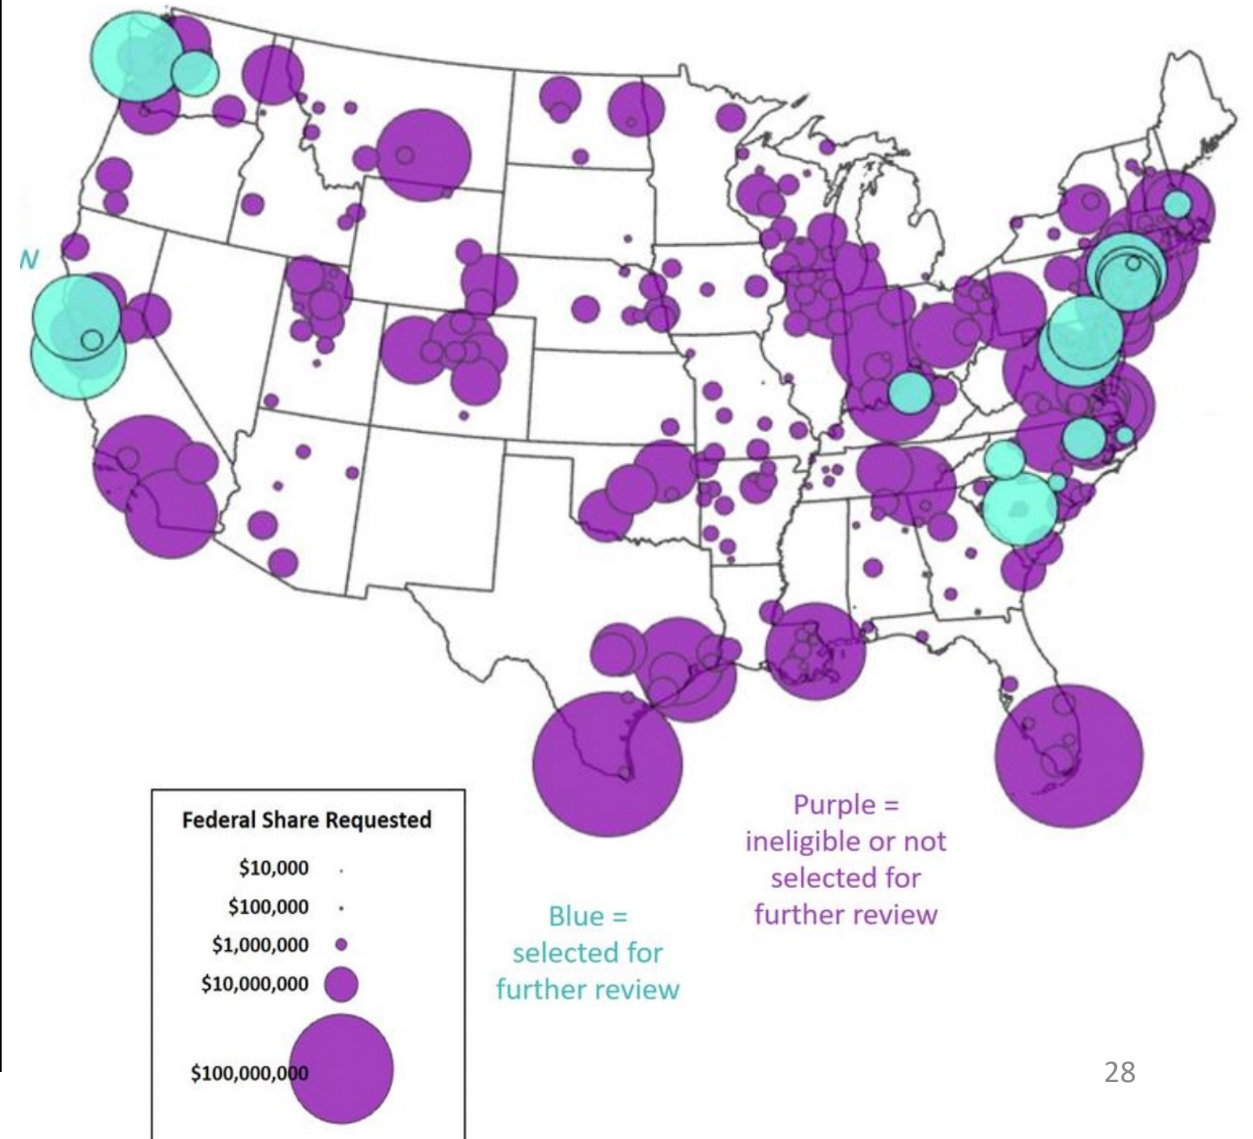 w
Federal Share Requested
$10,000
$100,000
$1,000,000
$10,000,000
$100,000,000
Blue =
selected for
further review
Purple =
ineligible or not
selected for
further review
28